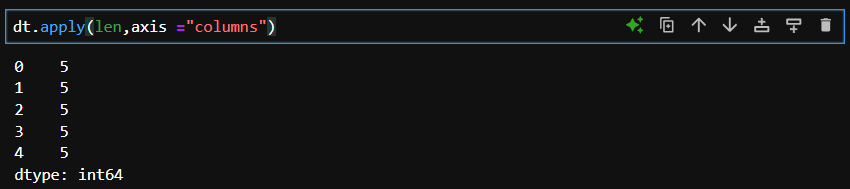 dt.apply(len,axis ="columns")
0    5
1    5
2    5
3    5
4    5
dtype: int64